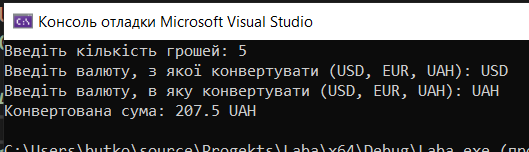 Консоль отладки Microsoft Visual Studio
Введіть кількість грошей: 5
Введіть валюту, з якої конвертувати (USD, EUR, UAH): USD
Введіть валюту, в яку конвертувати (USD, EUR, UAH): UAH
Конвертована сума: 207.5 UAH
C:\Users\butko\source\Progekts\Laba\x64\Debug\Laba.exe (про